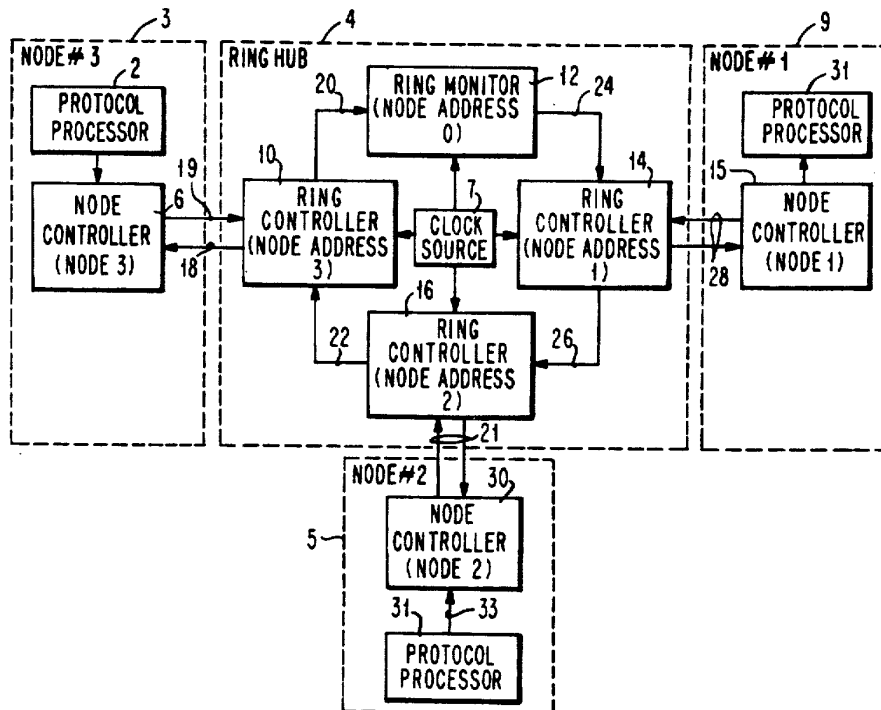 3
NODE # 3
2
PROTOCOL
PROCESSOR
6
NODE
CONTROLLER
(NODE 3)
19
18
4
RING HUB
20
RING MONITOR
(NODE ADDRESS
0)
12
24
10
RING
CONTROLLER
(NODE ADDRESS
3)
7
CLOCK
SOURCE
14
RING
CONTROLLER
(NODE ADDRESS
1)
16
RING
CONTROLLER
(NODE ADDRESS
2)
22
26
21
9
NODE # 1
31
PROTOCOL
PROCESSOR
15
NODE
CONTROLLER
(NODE 1)
28
NODE #2
30
NODE
CONTROLLER
(NODE 2)
5
31
33
PROTOCOL
PROCESSOR